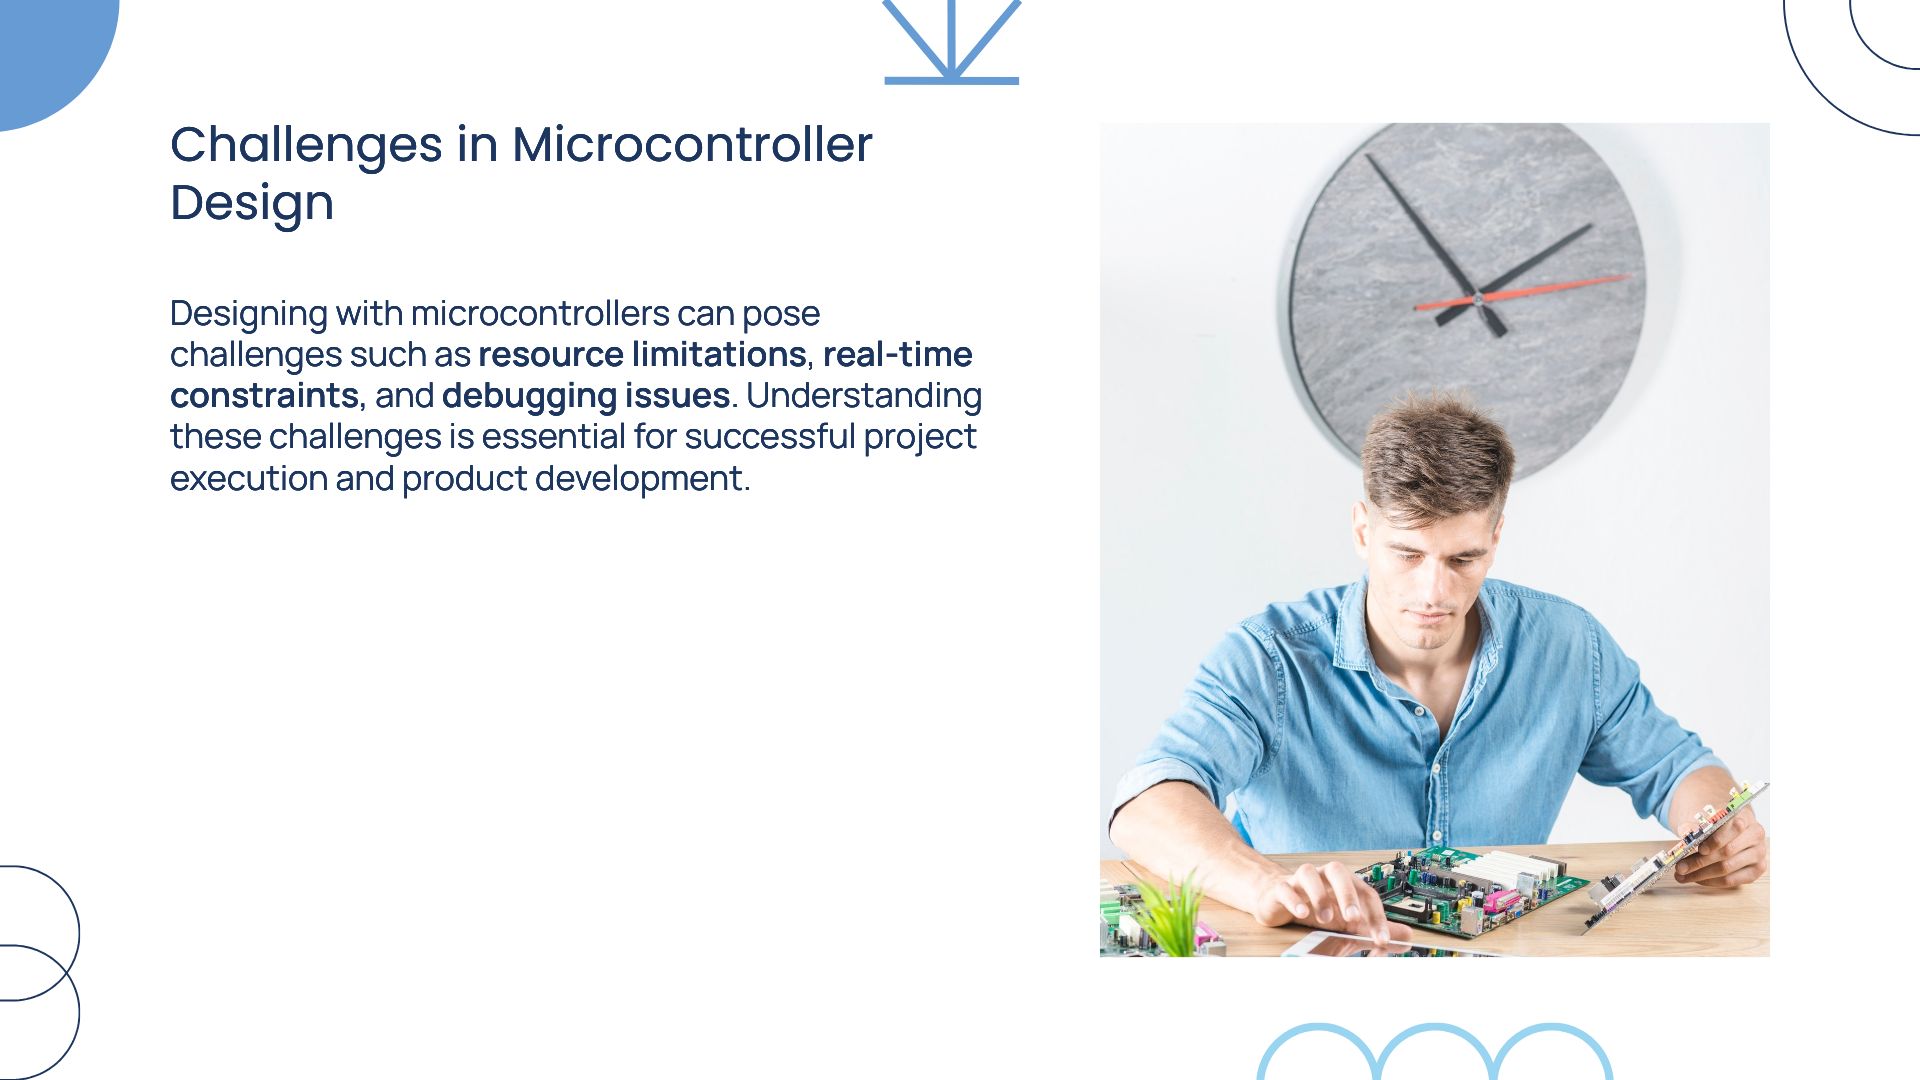 Challenges in Microcontroller
Design
Designing with microcontrollers can pose
challenges such as resource limitations, real-time
constraints, and debugging issues. Understanding
these challenges is essential for successful project
execution and product development.